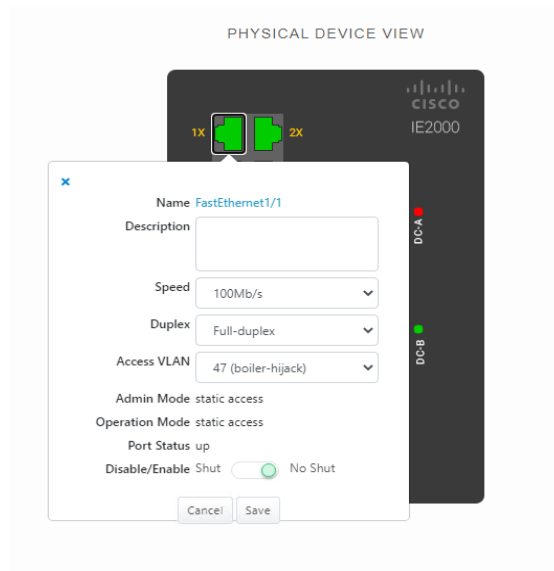 PHYSICAL DEVICE VIEW
CISCO
IE2000
1X
2X
×
Name FastEthernet1/1
Description
Speed 100Mb/s
Duplex Full-duplex
Access VLAN 47 (boiler-hijack)
Admin Mode static access
Operation Mode static access
Port Status up
Disable/Enable Shut No Shut
Cancel Save
DC-A
DC-B